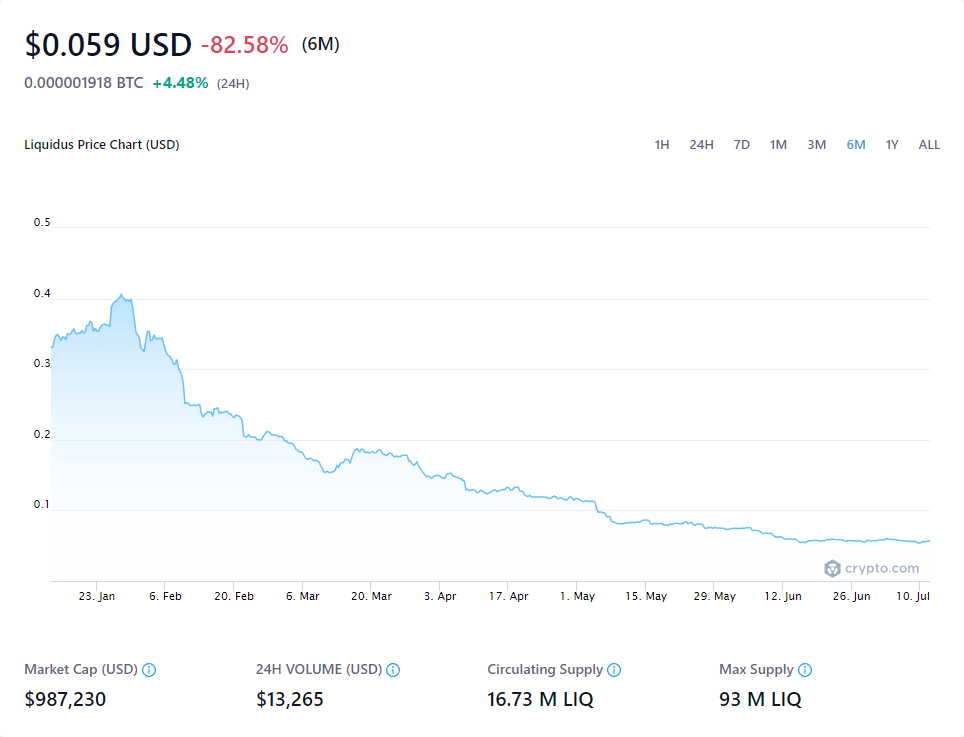 $0.059 USD -82.58% (6M)
0.000001918 BTC +4.48% (24H)
Liquidus Price Chart (USD) 1H 24H 7D 1M 3M 6M 1Y ALL
0.5
0.4
0.3
0.2
0.1
crypto.com
23. Jan 6. Feb 20. Feb 6. Mar 20. Mar 3. Apr 17. Apr 1. May 15. May 29. May 12. Jun 26. Jun 10. Jul
Market Cap (USD) 24H VOLUME (USD) Circulating Supply Max Supply
$987,230 $13,265 16.73 M LIQ 93 M LIQ